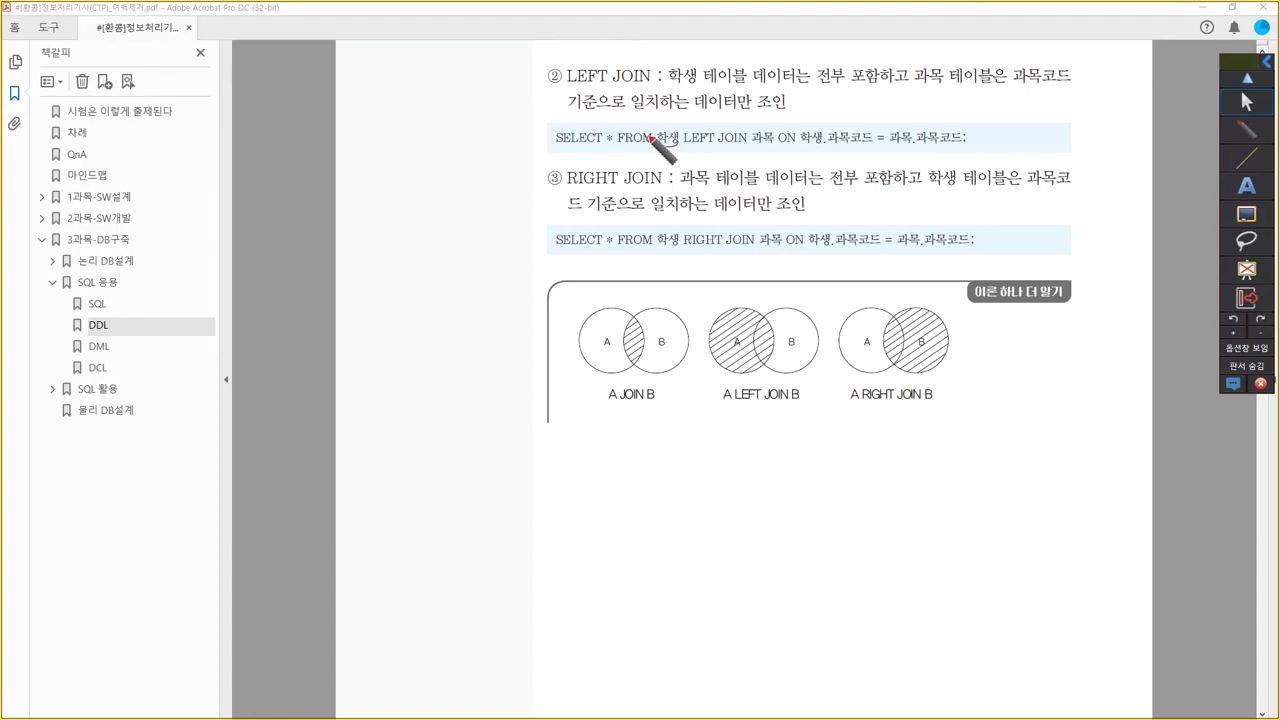 #[환콤]정보처리기사(CTP)_여백제거.pdf - Adobe Acrobat Pro DC (32-bit)
홈 도구 #[환콤]정보처리기... ×
책갈피
시험은 이렇게 출제된다
차례
QnA
마인드맵
1과목-SW설계
2과목-SW개발
3과목-DB구축
논리 DB설계
SQL 응용
SQL
DDL
DML
DCL
SQL 활용
물리 DB설계
② LEFT JOIN : 학생 테이블 데이터는 전부 포함하고 과목 테이블은 과목코드
기준으로 일치하는 데이터만 조인
SELECT * FROM 학생 LEFT JOIN 과목 ON 학생.과목코드 = 과목.과목코드;
③ RIGHT JOIN : 과목 테이블 데이터는 전부 포함하고 학생 테이블은 과목코
드 기준으로 일치하는 데이터만 조인
SELECT * FROM 학생 RIGHT JOIN 과목 ON 학생.과목코드 = 과목.과목코드;
이론 하나 더 알기
A B A B A B
A JOIN B A LEFT JOIN B A RIGHT JOIN B
A
옵션창 보임
판서 숨김